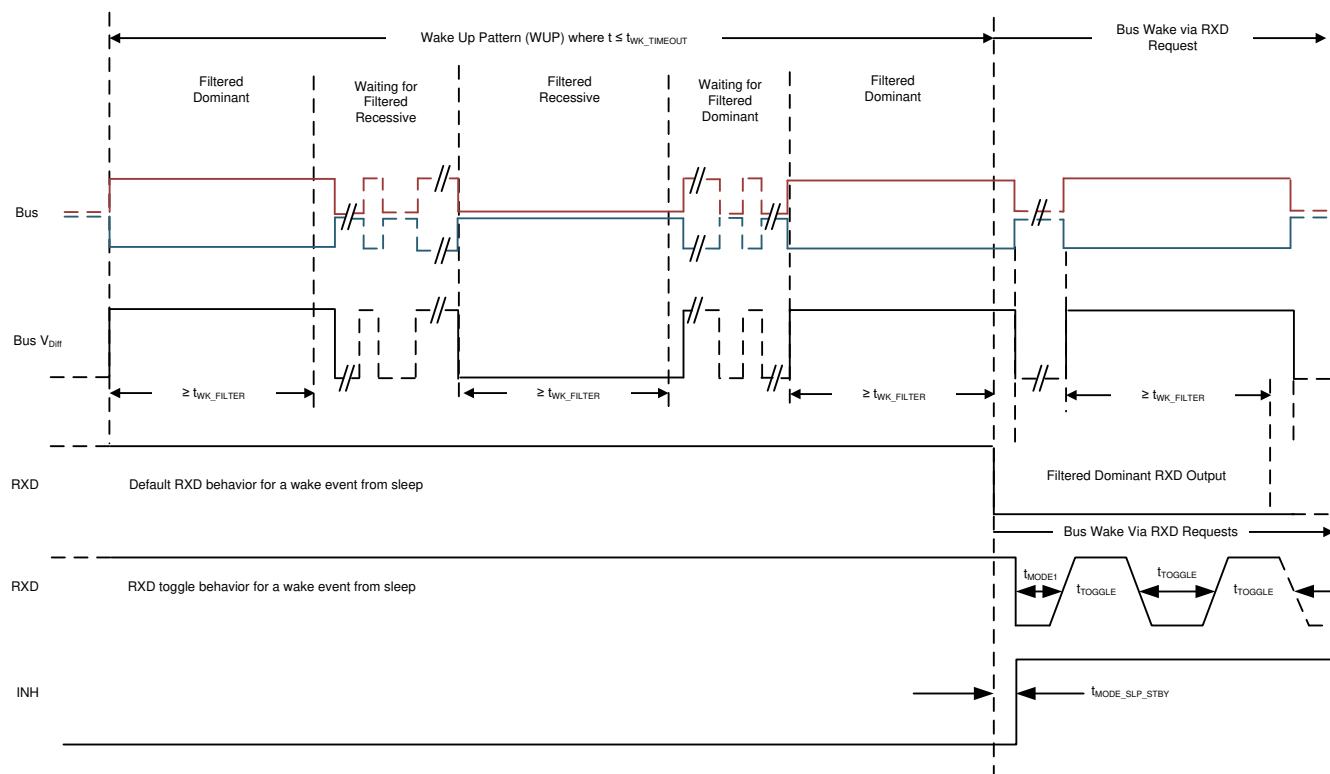 Wake Up Pattern (WUP) where t ≤ tWK_TIMEOUT
Bus Wake via RXD
Request
Filtered
Dominant
Waiting for
Filtered
Recessive
Filtered
Recessive
Waiting for
Filtered
Dominant
Filtered
Dominant
Bus
Bus VDiff
≥ tWK_FILTER
≥ tWK_FILTER
≥ tWK_FILTER
≥ tWK_FILTER
RXD
Default RXD behavior for a wake event from sleep
Filtered Dominant RXD Output
Bus Wake Via RXD Requests
RXD
RXD toggle behavior for a wake event from sleep
tMODE1
tTOGGLE
tTOGGLE
tTOGGLE
INH
tMODE_SLP_STBY